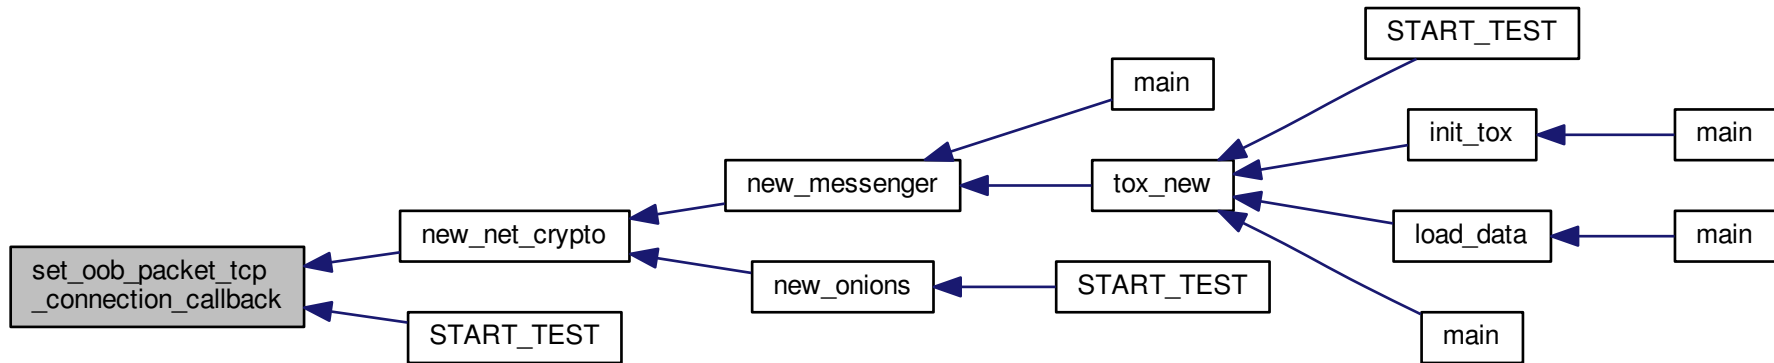 START_TEST
main
init_tox
main
new_messenger
tox_new
new_net_crypto
load_data
main
set_oob_packet_tcp
_connection_callback
new_onions
START_TEST
START_TEST
main